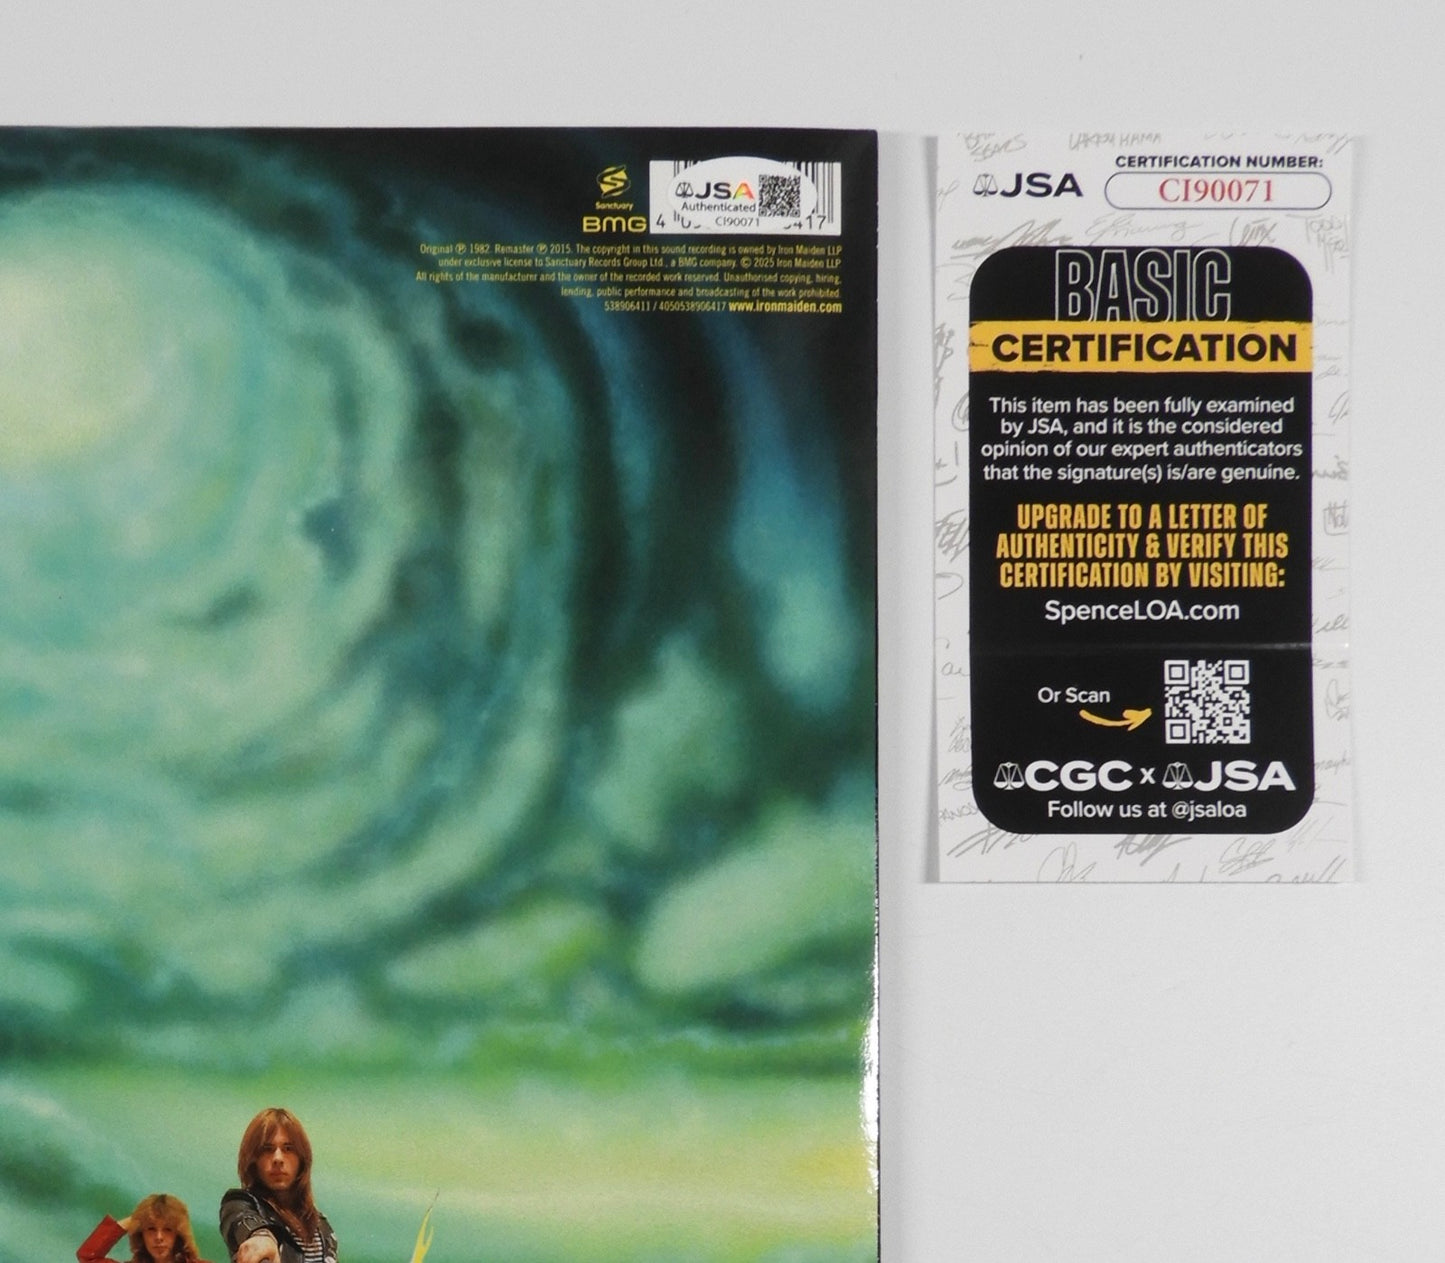 Sanctuary
BMG
JSA
Authenticated
CI90071
4
417
Original ℗ 1982. Remaster ℗ 2015. The copyright in this sound recording is owned by Iron Maiden LLP
under exclusive license to Sanctuary Records Group Ltd., a BMG company. © 2025 Iron Maiden LLP
All rights of the manufacturer and the owner of the recorded work reserved. Unauthorised copying, hiring,
lending, public performance and broadcasting of the work prohibited.
538906411 / 4050538906417 www.ironmaiden.com
JSA
CERTIFICATION NUMBER:
CI90071
BASIC
CERTIFICATION
This item has been fully examined
by JSA, and it is the considered
opinion of our expert authenticators
that the signature(s) is/are genuine.
UPGRADE TO A LETTER OF
AUTHENTICITY & VERIFY THIS
CERTIFICATION BY VISITING:
SpenceLOA.com
Or Scan
CGC x JSA
Follow us at @jsaloa